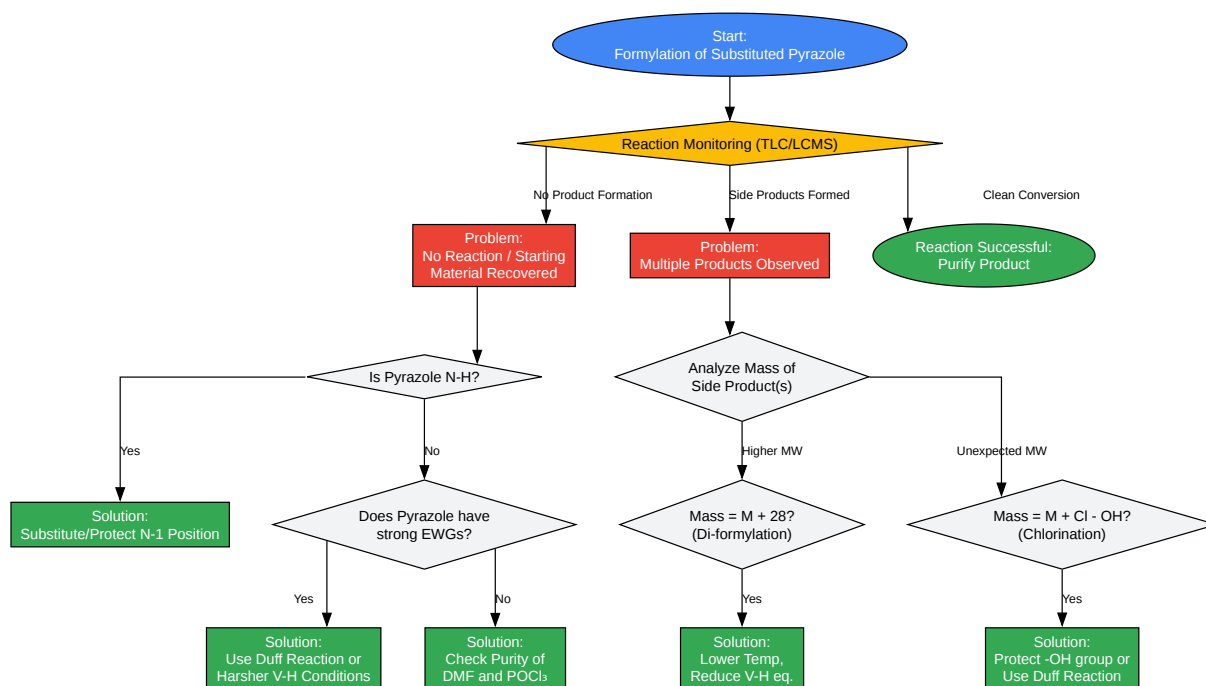 Start:
Formylation of Substituted Pyrazole
Reaction Monitoring (TLC/LCMS)
No Product Formation
Side Products Formed
Clean Conversion
Problem:
No Reaction / Starting
Material Recovered
Problem:
Multiple Products Observed
Reaction Successful:
Purify Product
Is Pyrazole N-H?
Analyze Mass of
Side Product(s)
Yes
No
Higher MW
Unexpected MW
Solution:
Substitute/Protect N-1 Position
Does Pyrazole have
strong EWGs?
Mass = M + 28?
(Di-formylation)
Mass = M + Cl - OH?
(Chlorination)
Yes
No
Yes
Yes
Solution:
Use Duff Reaction or
Harsher V-H Conditions
Solution:
Check Purity of
DMF and POCl₃
Solution:
Lower Temp,
Reduce V-H eq.
Solution:
Protect -OH group or
Use Duff Reaction